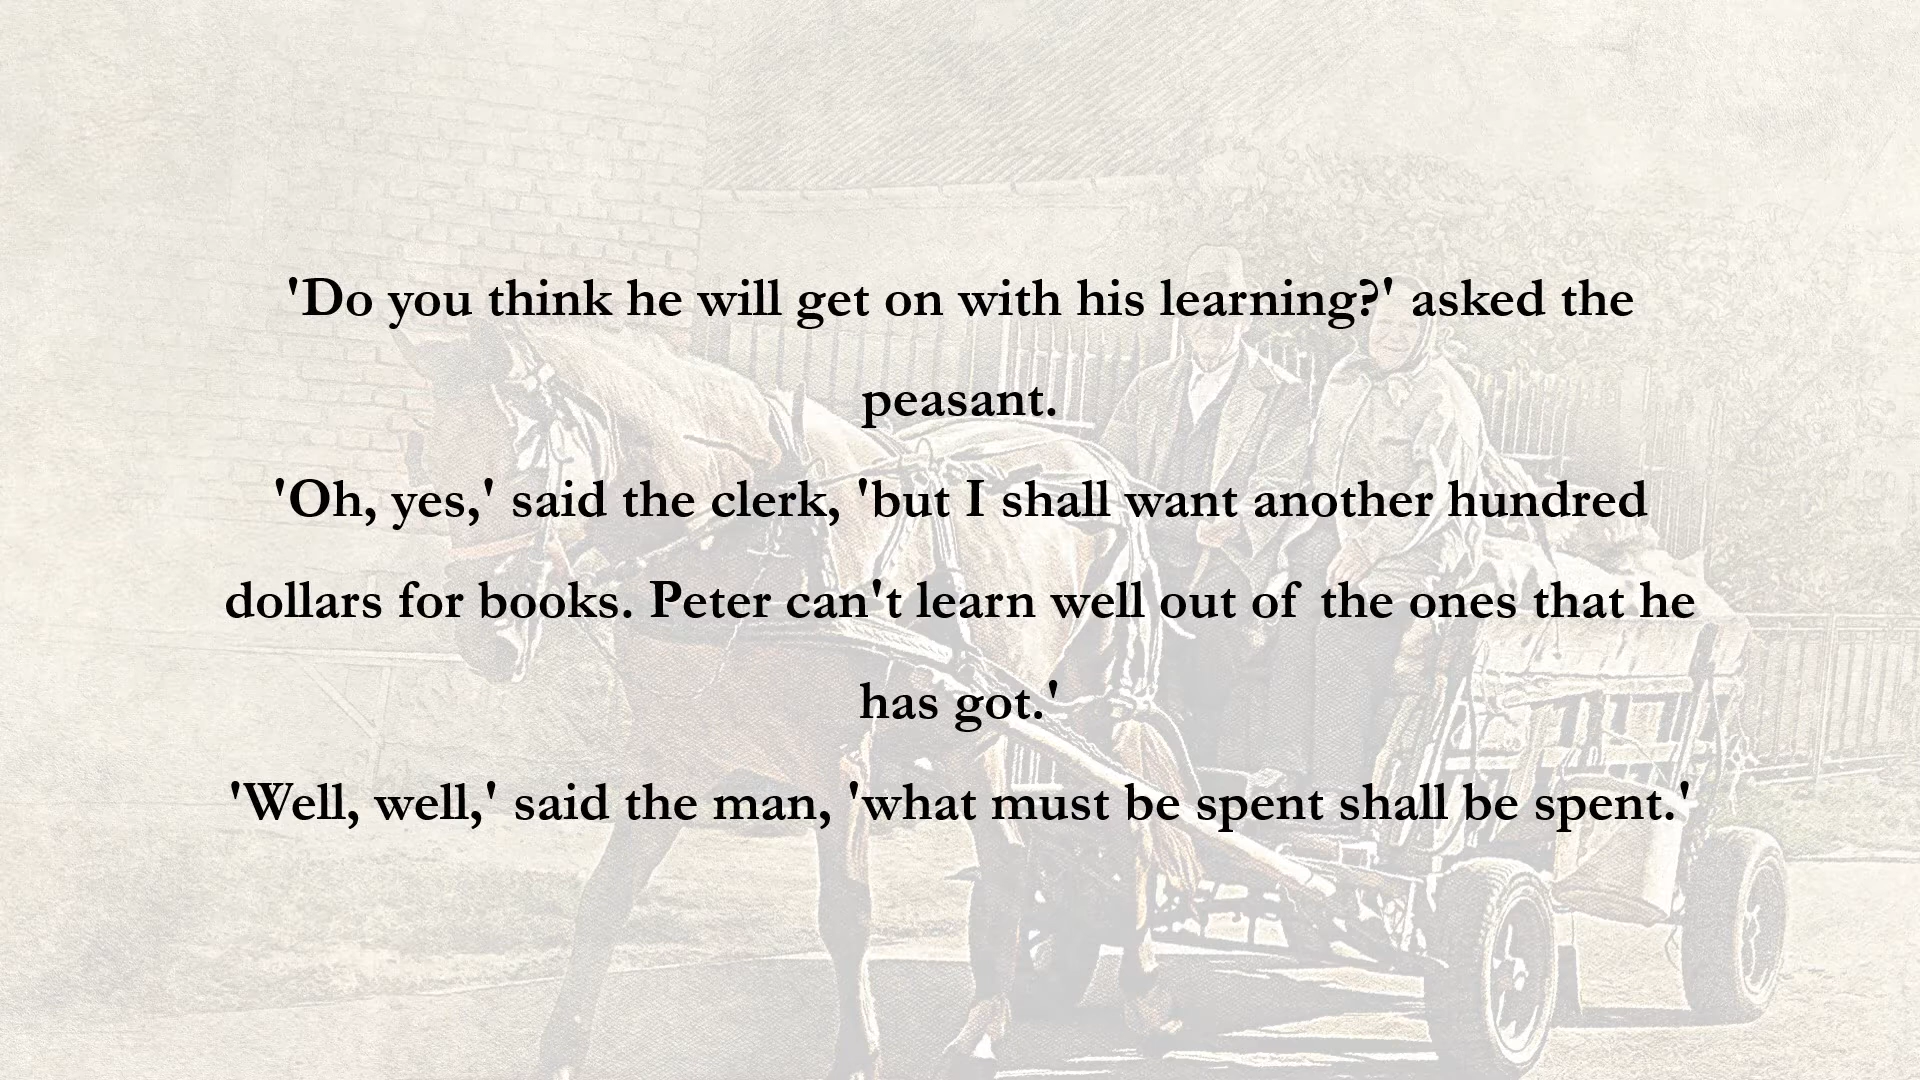 'Do you think he will get on with his learning?' asked the
peasant.
'Oh, yes,' said the clerk, 'but I shall want another hundred
dollars for books. Peter can't learn well out of the ones that he
has got.'
'Well, well,' said the man, 'what must be spent shall be spent.'